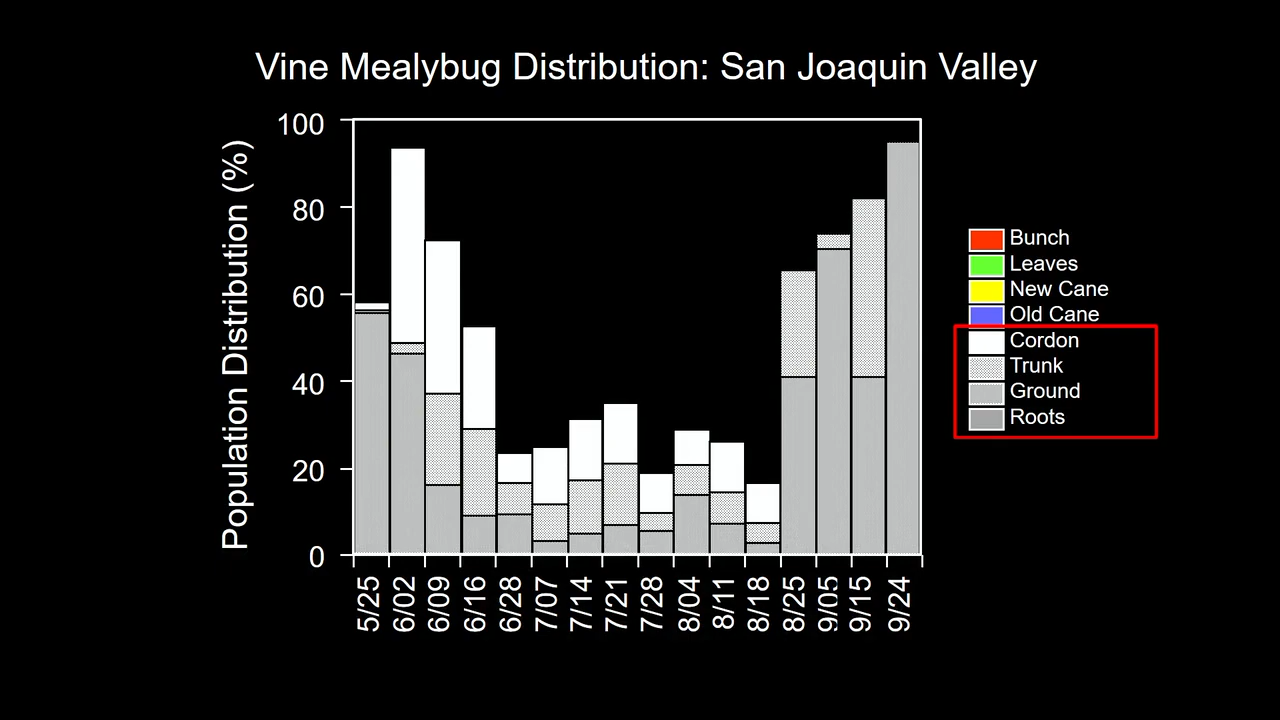 Vine Mealybug Distribution: San Joaquin Valley
Population Distribution (%)
100
80
60
40
20
0
5/25
6/02
6/09
6/16
6/28
7/07
7/14
7/21
7/28
8/04
8/11
8/18
8/25
9/05
9/15
9/24
Bunch
Leaves
New Cane
Old Cane
Cordon
Trunk
Ground
Roots